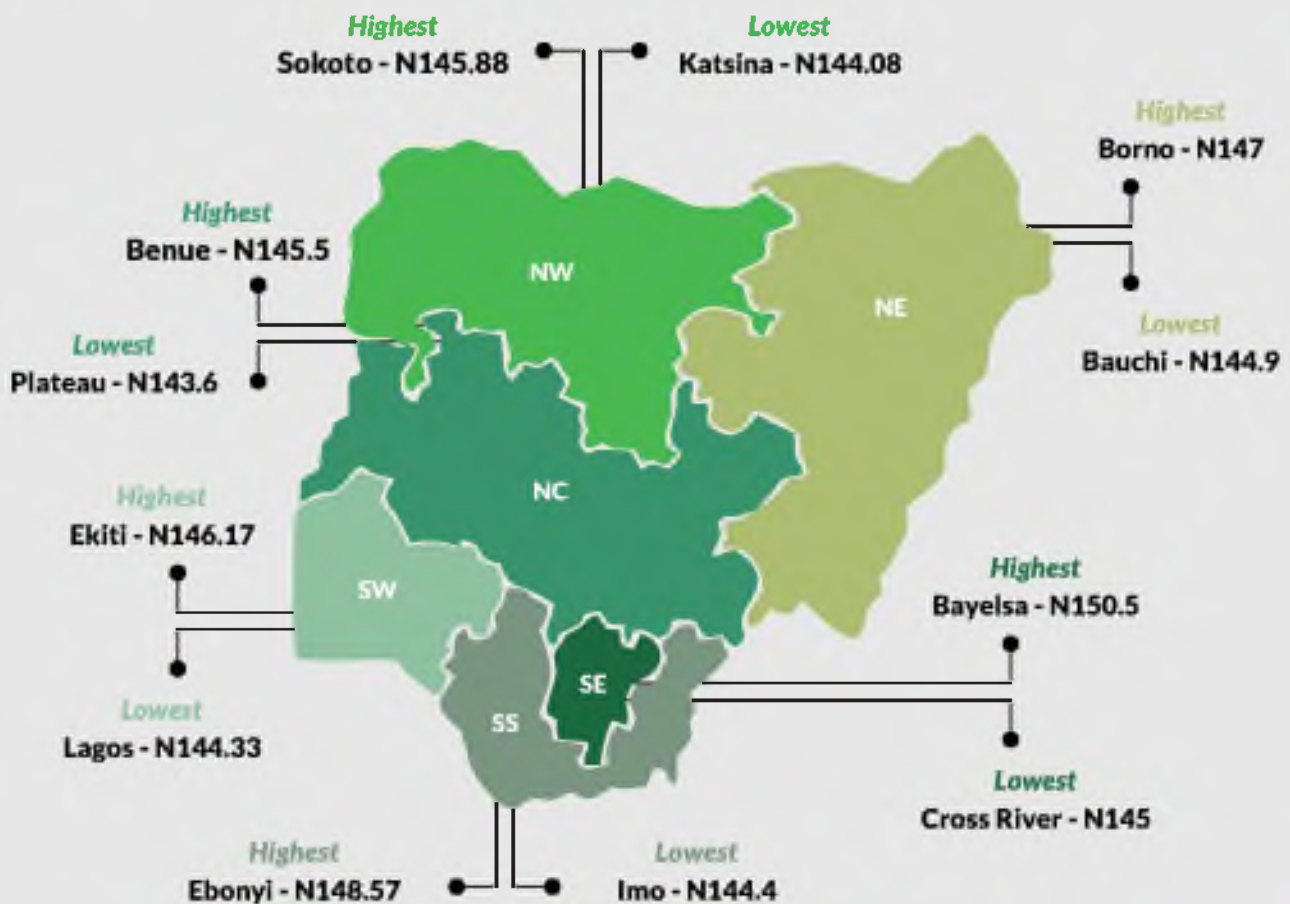 Highest
Sokoto - N145.88
Lowest
Katsina - N144.08
Highest
Borno - N147
Highest
Benue - N145.5
NW
NE
Lowest
Plateau - N143.6
Lowest
Bauchi - N144.9
NC
Highest
Ekiti - N146.17
SW
Highest
Bayelsa - N150.5
SE
SS
Lowest
Lagos - N144.33
Lowest
Cross River - N145
Highest
Ebonyi - N148.57
Lowest
Imo - N144.4